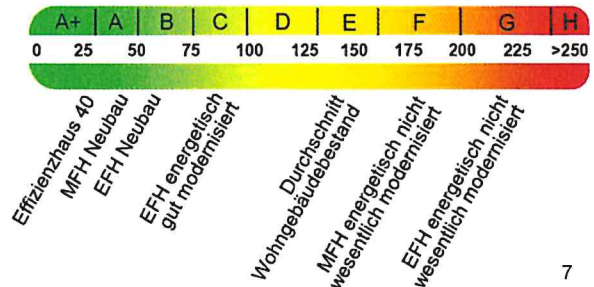 A+ A B C D E F G H
0 25 50 75 100 125 150 175 200 225 >250
Effizienzhaus 40
MFH Neubau
EFH Neubau
EFH energetisch
gut modernisiert
Durchschnitt
Wohngebäudebestand
MFH energetisch nicht
wesentlich modernisiert
EFH energetisch nicht
wesentlich modernisiert
7